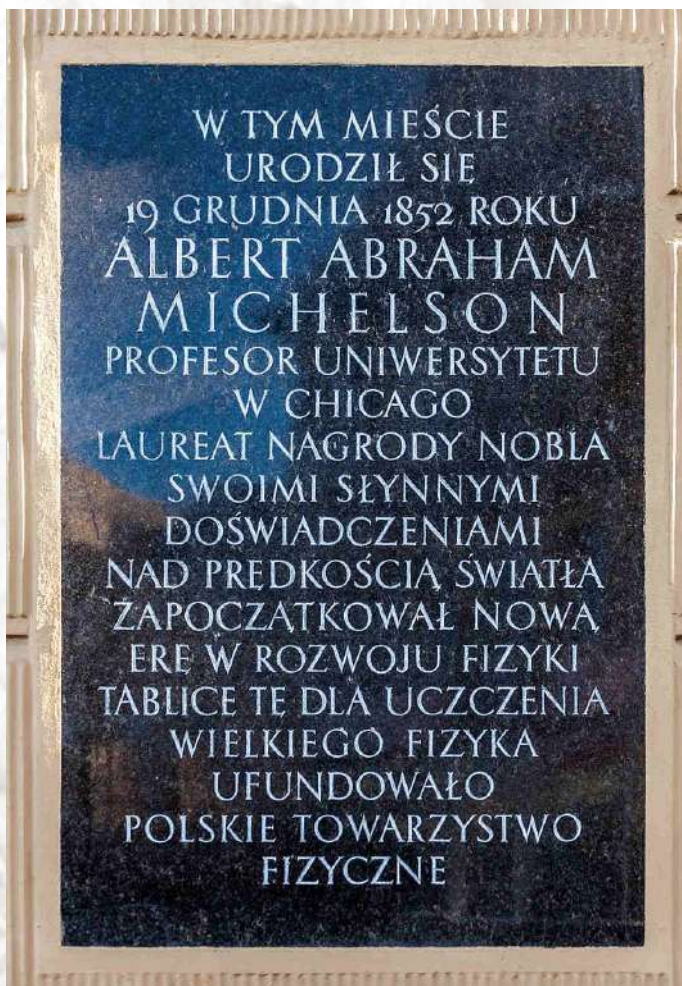 W TYM MIEŚCIE
URODZIŁ SIĘ
19 GRUDNIA 1852 ROKU
ALBERT ABRAHAM
MICHELSON
PROFESOR UNIWERSYTETU
W CHICAGO
LAUREAT NAGRODY NOBLA
SWOIMI SŁYNNYMI
DOŚWIADCZENIAMI
NAD PRĘDKOŚCIĄ ŚWIATŁA
ZAPOCZĄTKOWAŁ NOWĄ
ERĘ W ROZWOJU FIZYKI
TABLICĘ TĘ DLA UCZCZENIA
WIELKIEGO FIZYKA
UFUNDOWAŁO
POLSKIE TOWARZYSTWO
FIZYCZNE